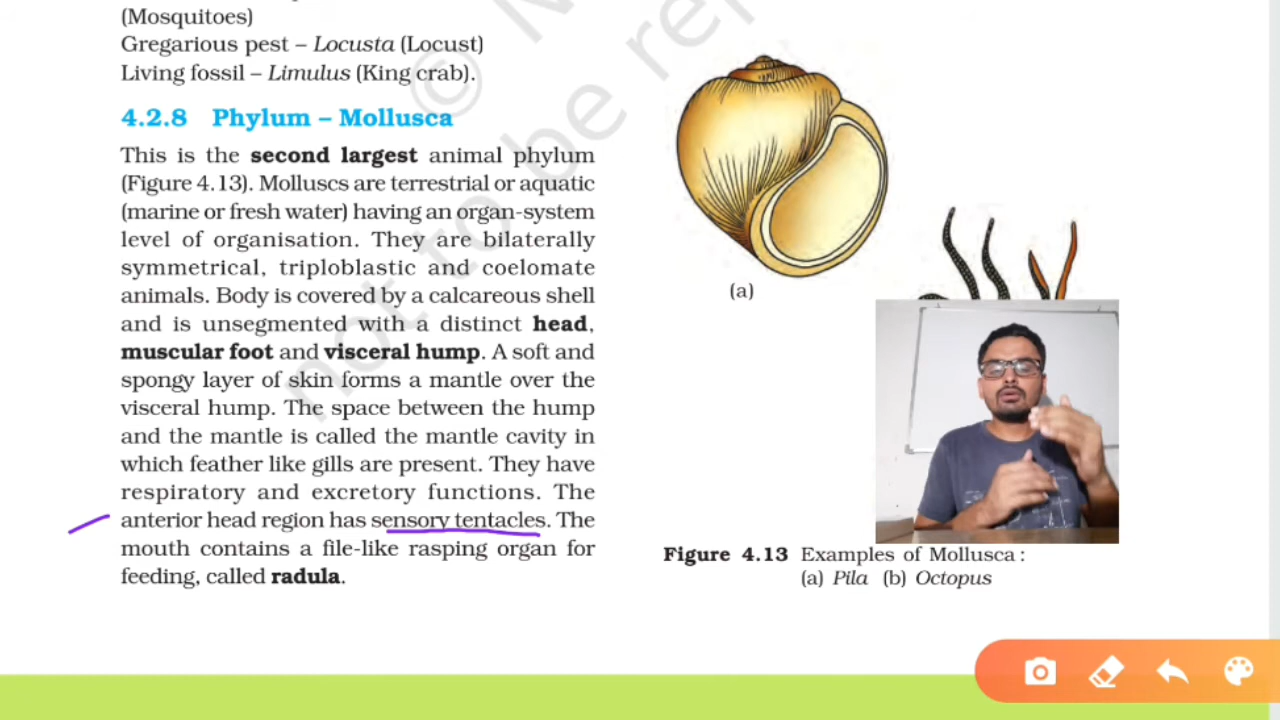 (Mosquitoes)
Gregarious pest – Locusta (Locust)
Living fossil – Limulus (King crab).
4.2.8 Phylum – Mollusca
This is the second largest animal phylum
(Figure 4.13). Molluscs are terrestrial or aquatic
(marine or fresh water) having an organ-system
level of organisation. They are bilaterally
symmetrical, triploblastic and coelomate
animals. Body is covered by a calcareous shell
and is unsegmented with a distinct head,
muscular foot and visceral hump. A soft and
spongy layer of skin forms a mantle over the
visceral hump. The space between the hump
and the mantle is called the mantle cavity in
which feather like gills are present. They have
respiratory and excretory functions. The
anterior head region has sensory tentacles. The
mouth contains a file-like rasping organ for
feeding, called radula.
(a)
Figure 4.13 Examples of Mollusca :
(a) Pila (b) Octopus
© N
not to be re